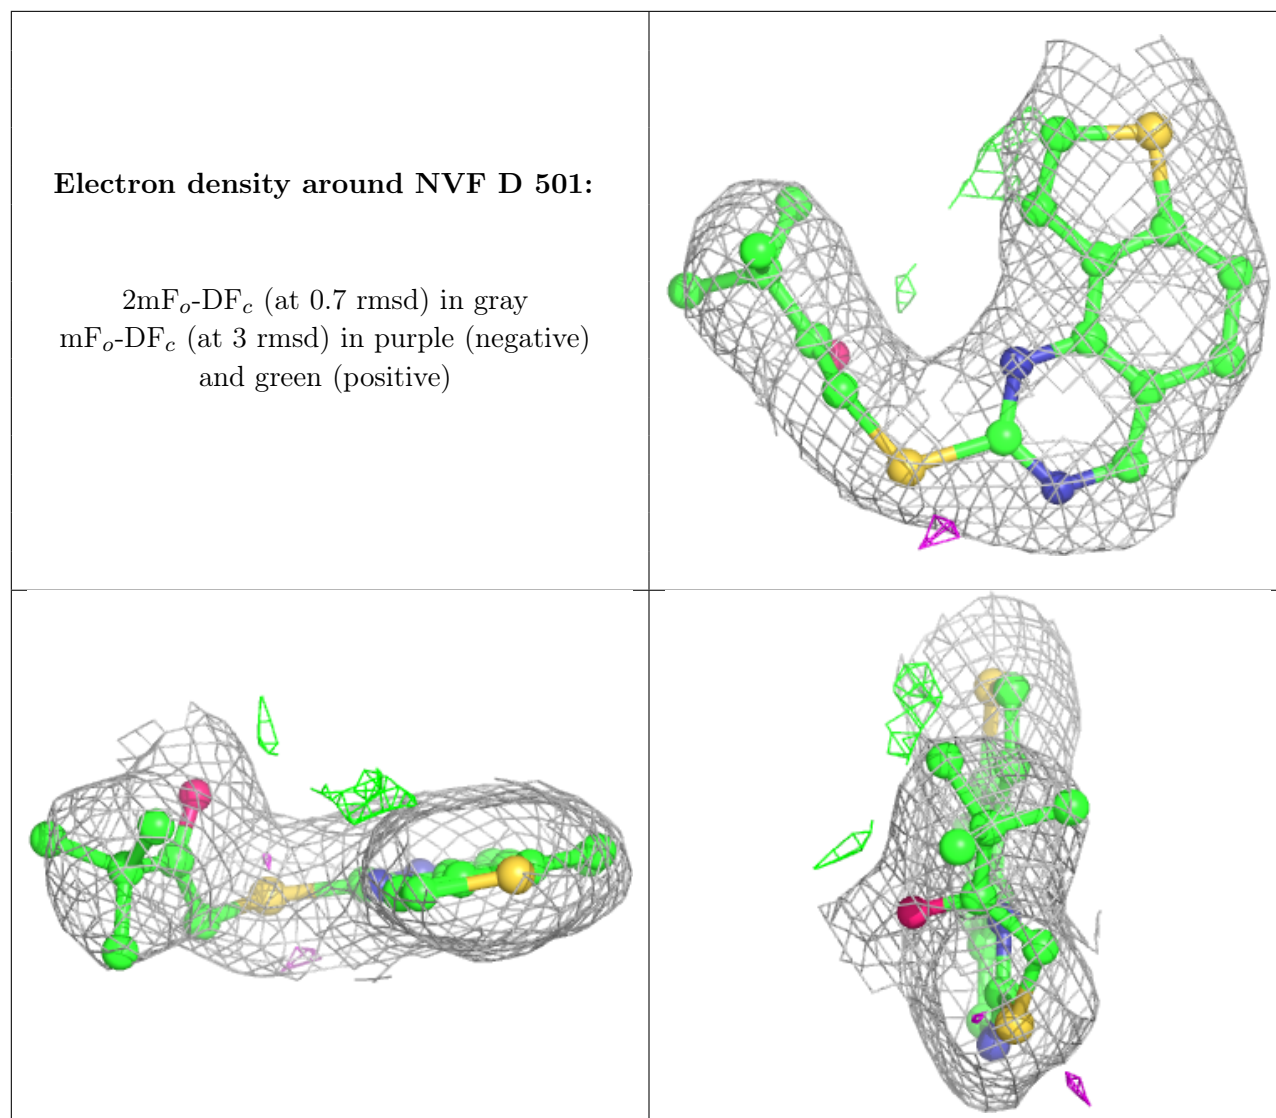 Electron density around NVF D 501:
2mFo-DFc (at 0.7 rmsd) in gray
mFo-DFc (at 3 rmsd) in purple (negative)
and green (positive)